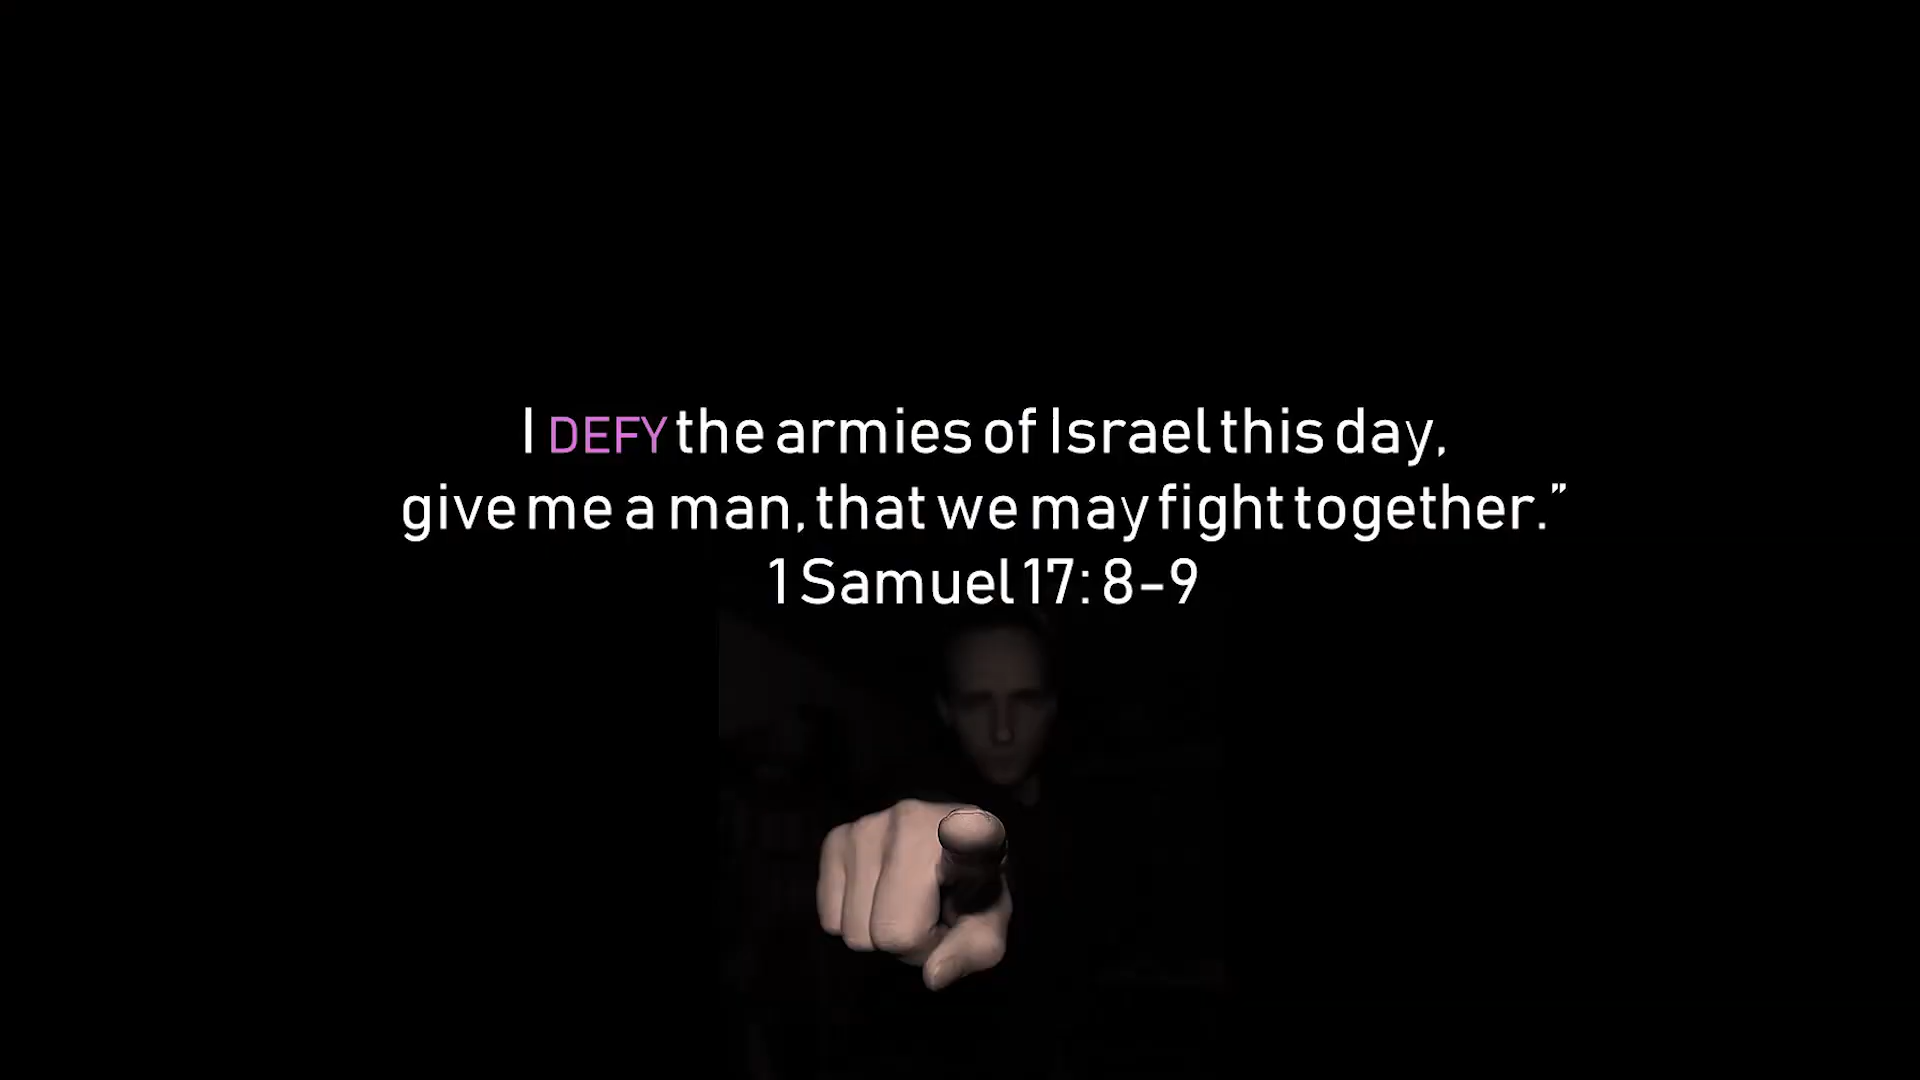 I DEFY the armies of Israel this day,
give me a man, that we may fight together.”
1 Samuel 17: 8-9